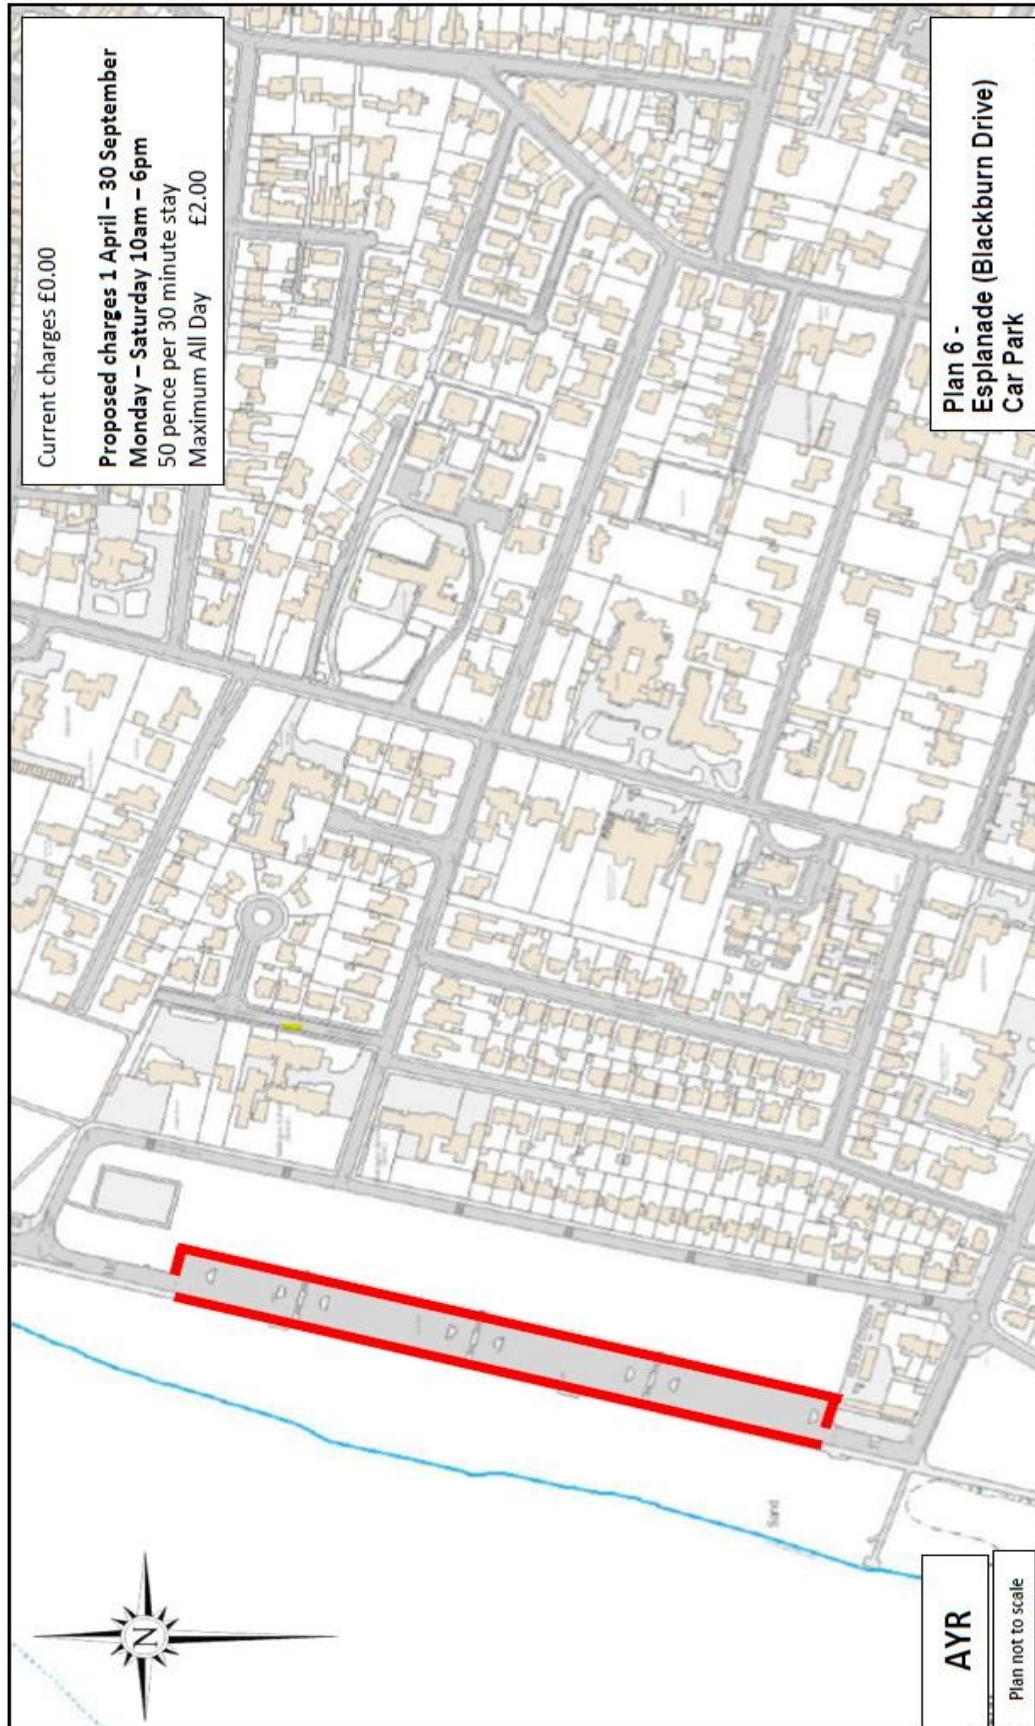 Current charges £0.00
Proposed charges 1 April – 30 September
Monday – Saturday 10am – 6pm
50 pence per 30 minute stay
Maximum All Day £2.00
N
Sand
AYR
Plan not to scale
Plan 6 -
Esplanade (Blackburn Drive)
Car Park